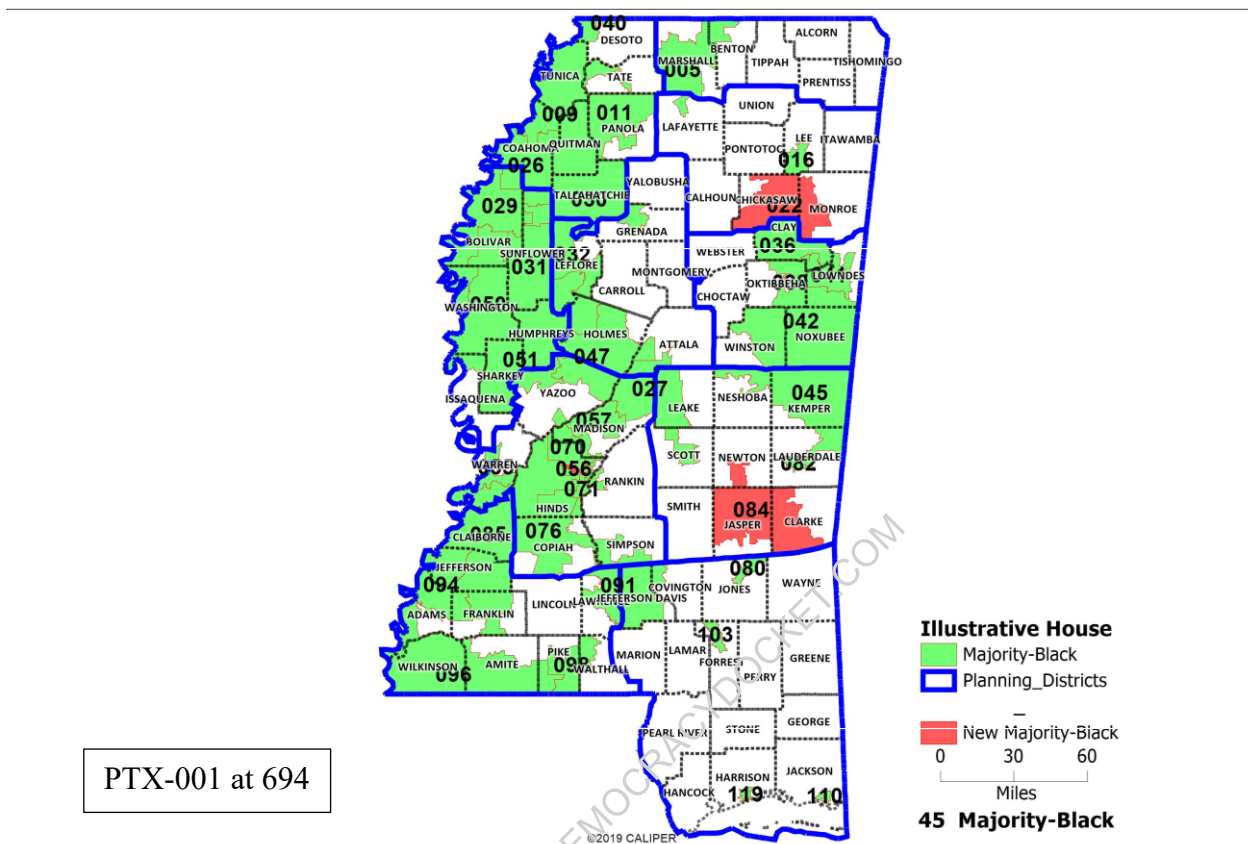 040
DESOTO
ALCORN
BENTON
MARSHALL
005
TIPPAH
TISHOMINGO
TUNICA
TATE
PRENTISS
UNION
009
011
PANOLA
LAFAYETTE
LEE
ITAWAMBA
COAHOMA
QUITMAN
PONTOTOC
016
026
YALOBUSHA
TALLAHATCHIE
CALHOUN
CHICKASAW
022
MONROE
029
GRENADA
CLAY
BOLIVAR
036
SUNFLOWER
WEBSTER
031
LEFLORE
MONTGOMERY
LOWNDES
CARROLL
CHOCTAW
OKTIBBEHA
WASHINGTON
042
HUMPHREYS
HOLMES
NOXUBEE
ATTALA
WINSTON
051
047
SHARKEY
027
045
YAZOO
NESHOBA
ISSAQUENA
LEAKE
KEMPER
057
MADISON
070
SCOTT
NEWTON
LAUDERDALE
WARREN
056
082
RANKIN
071
HINDS
SMITH
084
076
JASPER
CLARKE
085
CLAIBORNE
COPIAH
SIMPSON
JEFFERSON
080
094
091
COVINGTON
JONES
WAYNE
JEFFERSON DAVIS
ADAMS
FRANKLIN
LINCOLN
103
PIKE
MARION
LAMAR
FORREST
GREENE
WILKINSON
AMITE
WALTHALL
096
PERRY
PEARL RIVER
STONE
GEORGE
HARRISON
JACKSON
HANCOCK
119
110
©2019 CALIPER
Illustrative House
Majority-Black
Planning_Districts
New Majority-Black
0 30 60
Miles
45 Majority-Black
PTX-001 at 694